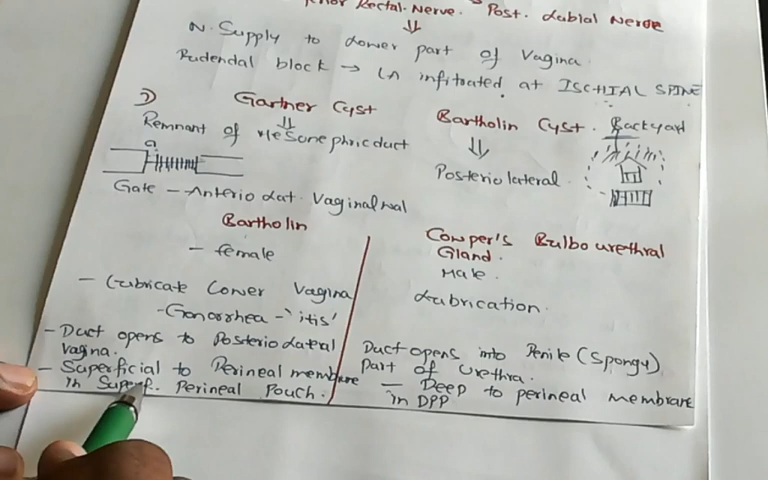 Rectal. Nerve. Post. Labial Nerve
N. Supply to Lower part of Vagina.
Pudendal block → LA infitrated at ISCHIAL SPINE
Gartner Cyst
Remnant of Mesonephric duct
G
Gate - Anterio Lat. Vaginal wal
Bartholin Cyst. Backyard
Posterio lateral.
Bartholin
- female
- Lubricate Lower Vagina
- Gonorrhea - 'itis'
- Duct opens to Posterio Lateral
Vagina.
- Superficial to Perineal membrane
in Superf. Perineal Pouch.
Cowper's Bulbourethral
Gland.
Male.
Lubrication.
Duct opens into Penile (Spongy)
Part of Urethra.
- Deep to perineal membrane
in DPP